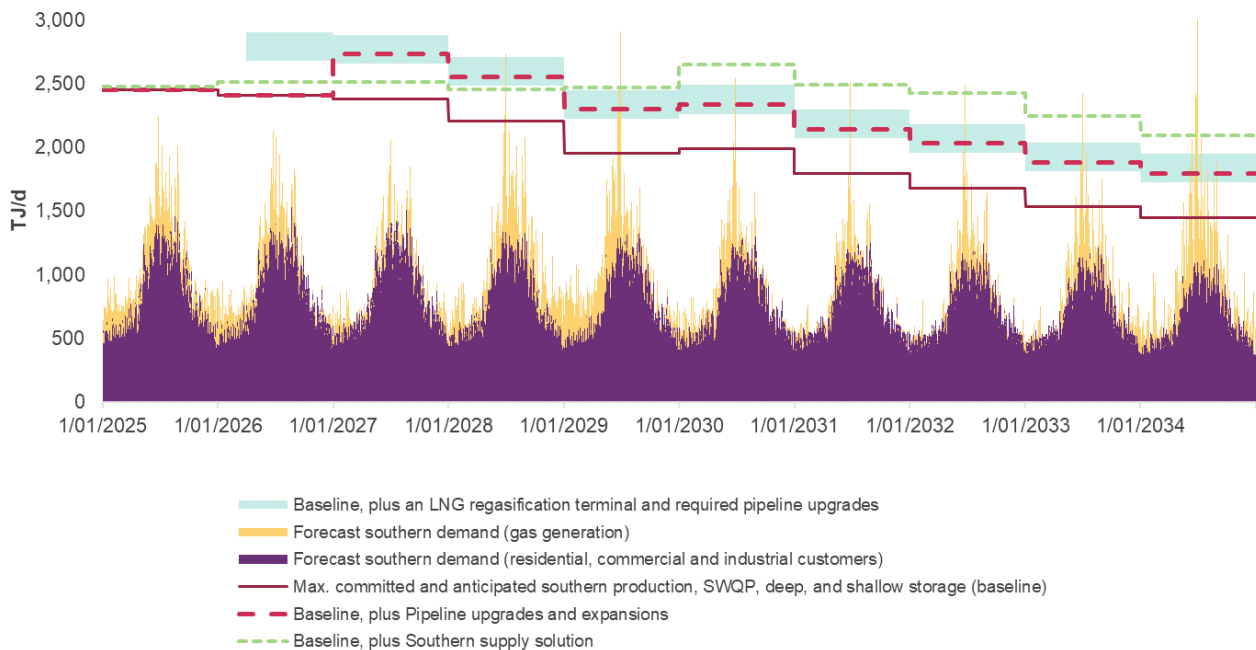 3,000
2,500
2,000
1,500
1,000
500
0
TJ/d
1/01/2025 1/01/2026 1/01/2027 1/01/2028 1/01/2029 1/01/2030 1/01/2031 1/01/2032 1/01/2033 1/01/2034
Baseline, plus an LNG regasification terminal and required pipeline upgrades
Forecast southern demand (gas generation)
Forecast southern demand (residential, commercial and industrial customers)
Max. committed and anticipated southern production, SWQP, deep, and shallow storage (baseline)
Baseline, plus Pipeline upgrades and expansions
Baseline, plus Southern supply solution